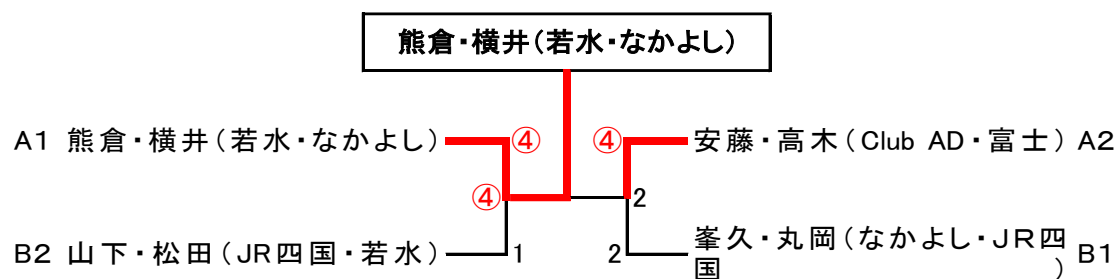 熊倉・横井(若水・なかよし)
A1 熊倉・横井(若水・なかよし) ④ ④ 安藤・高木(Club AD・富士) A2
④ 2
B2 山下・松田(JR四国・若水) 1 2 峯久・丸岡(なかよし・JR四
国) B1